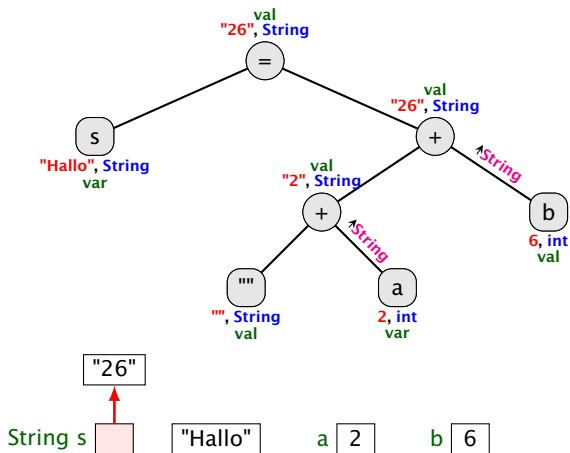 val
"26", String
=
val
"26", String
+
s
"Hallo", String
var
String
val
"2", String
+
b
6, int
val
String
""
"", String
val
a
2, int
var
"26"
String s "Hallo" a 2 b 6